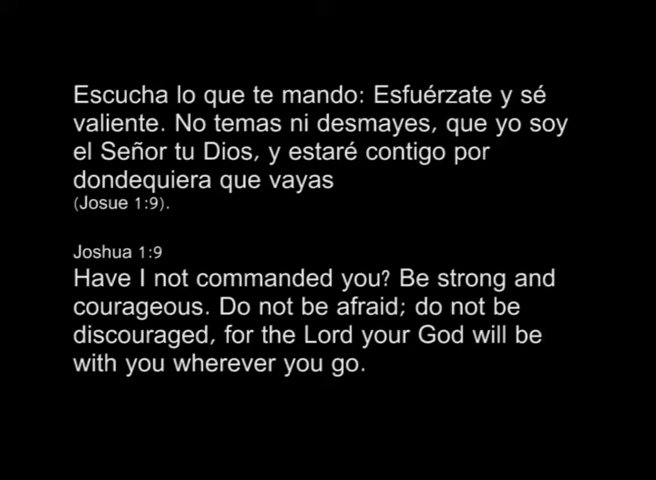 Escucha lo que te mando: Esfuérzate y sé
valiente. No temas ni desmayes, que yo soy
el Señor tu Dios, y estaré contigo por
dondequiera que vayas
(Josue 1:9).
Joshua 1:9
Have I not commanded you? Be strong and
courageous. Do not be afraid; do not be
discouraged, for the Lord your God will be
with you wherever you go.